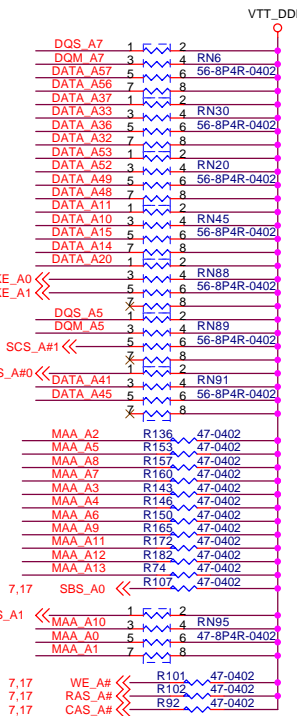 VTT_DD
DQS_A7 1 2
DQM_A7 3 4 RN6
DATA_A57 5 6 56-8P4R-0402
DATA_A56 7 8
DATA_A37 1 2
DATA_A33 3 4 RN30
DATA_A36 5 6 56-8P4R-0402
DATA_A32 7 8
DATA_A53 1 2
DATA_A52 3 4 RN20
DATA_A49 5 6 56-8P4R-0402
DATA_A48 7 8
DATA_A11 1 2
DATA_A10 3 4 RN45
DATA_A15 5 6 56-8P4R-0402
DATA_A14 7 8
DATA_A20 1 2
KE_A0 3 4 RN88
KE_A1 5 6 56-8P4R-0402
7 8
DQS_A5 1 2
DQM_A5 3 4 RN89
SCS_A#1 5 6 56-8P4R-0402
7 8
S_A#0 1 2
DATA_A41 3 4 RN91
DATA_A45 5 6 56-8P4R-0402
7 8
MAA_A2 R136 47-0402
MAA_A5 R153 47-0402
MAA_A8 R157 47-0402
MAA_A7 R160 47-0402
MAA_A3 R143 47-0402
MAA_A4 R146 47-0402
MAA_A6 R150 47-0402
MAA_A9 R165 47-0402
MAA_A11 R172 47-0402
MAA_A12 R182 47-0402
MAA_A13 R74 47-0402
7,17 SBS_A0 R107 47-0402
S_A1 1 2
MAA_A10 3 4 RN95
MAA_A0 5 6 47-8P4R-0402
MAA_A1 7 8
7,17 WE_A# R101 47-0402
7,17 RAS_A# R102 47-0402
7,17 CAS_A# R92 47-0402